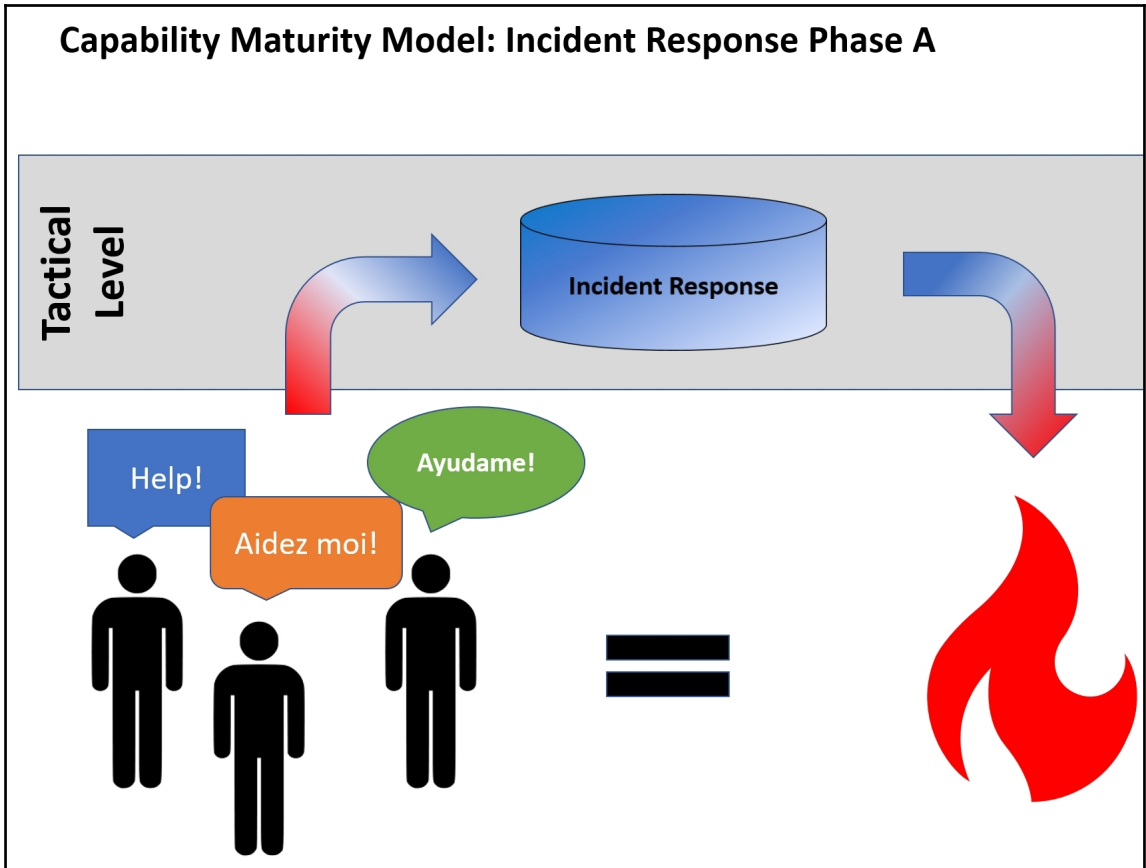 Capability Maturity Model: Incident Response Phase A
Tactical
Level
Incident Response
Help!
Aidez moi!
Ayudame!